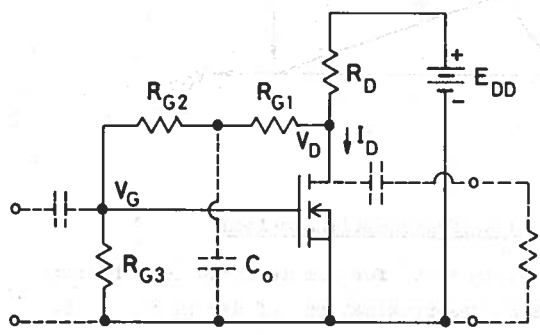 R_D
+
E_DD
-
R_G2
R_G1
V_D
I_D
V_G
R_G3
C_o